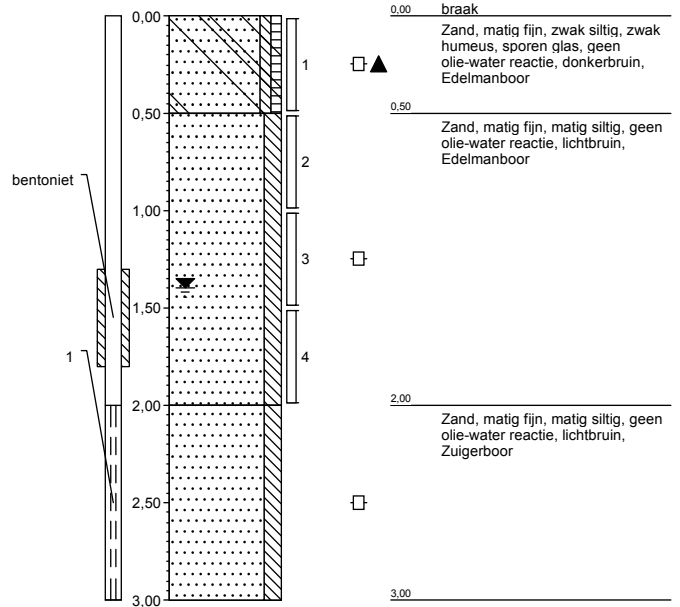 0,00
0,50
1,00
1,50
2,00
2,50
3,00
bentoniet
1
1
2
3
4
0,00 braak
Zand, matig fijn, zwak siltig, zwak
humeus, sporen glas, geen
olie-water reactie, donkerbruin,
Edelmanboor
0,50
Zand, matig fijn, matig siltig, geen
olie-water reactie, lichtbruin,
Edelmanboor
2,00
Zand, matig fijn, matig siltig, geen
olie-water reactie, lichtbruin,
Zuigerboor
3,00